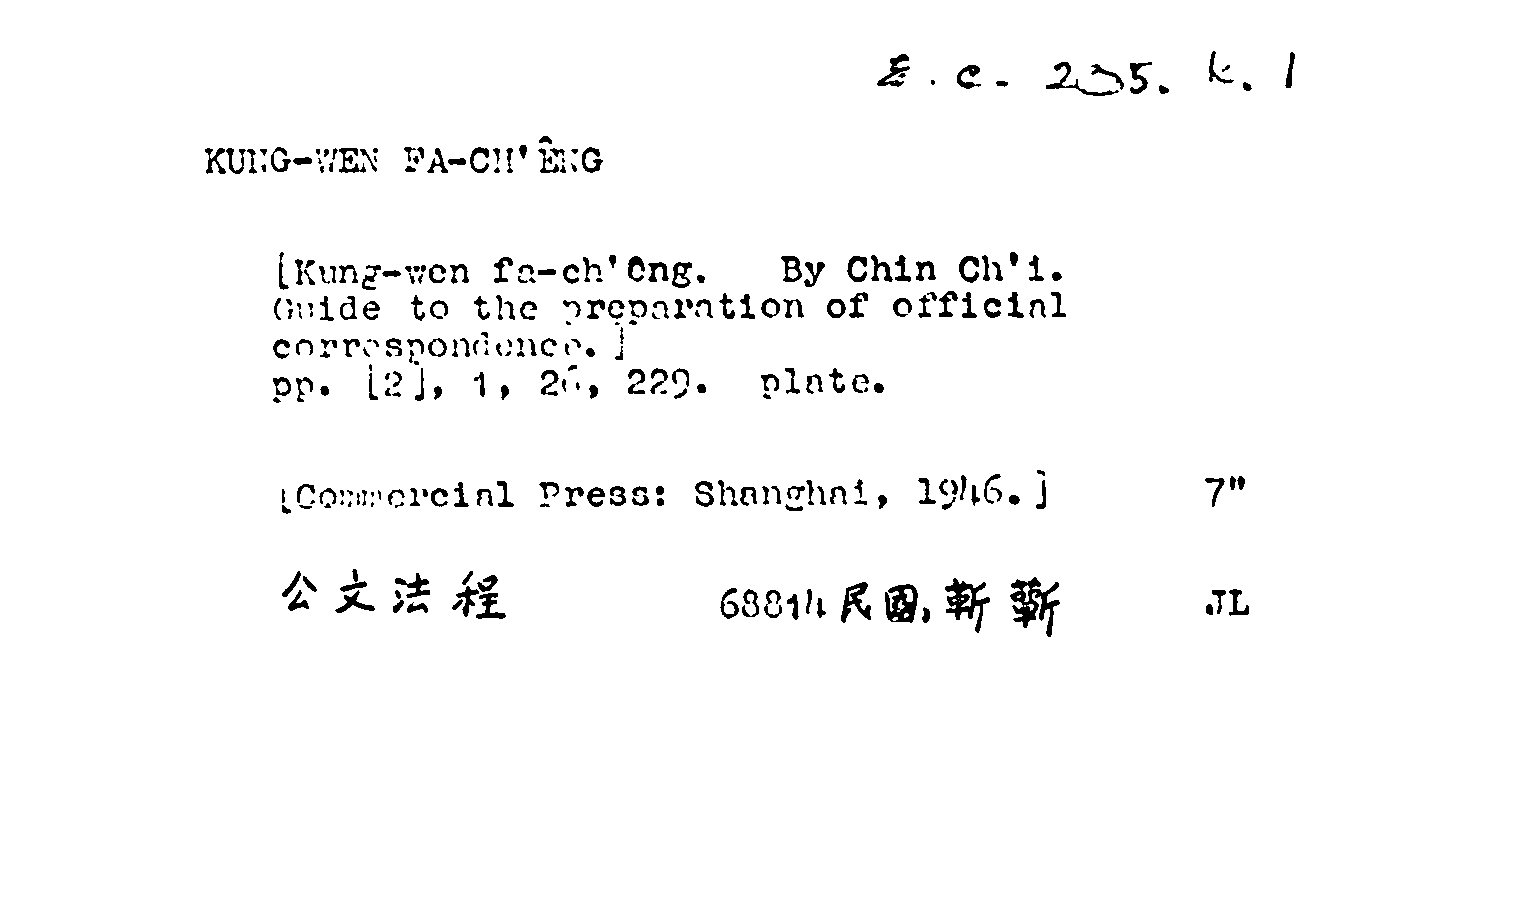 k. 1
KUNG-WEN FA-CH'ÊNG
[Kung-wen fa-ch'êng. By Chin Ch'i.
Guide to the preparation of official
correspondence.]
pp. [2], 1, 26, 229. plate.
[Commercial Press: Shanghai, 1946.] 7"
公文法程 68814 民國, 靳 蘄 JL